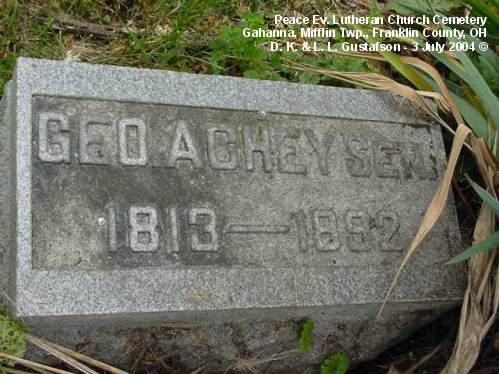 Peace Ev. Lutheran Church Cemetery
Gahanna, Mifflin Twp., Franklin County, OH
D. K. & L. L. Gustafson - 3 July 2004 ©
GEO. ACHEY SEN.
1813—1892